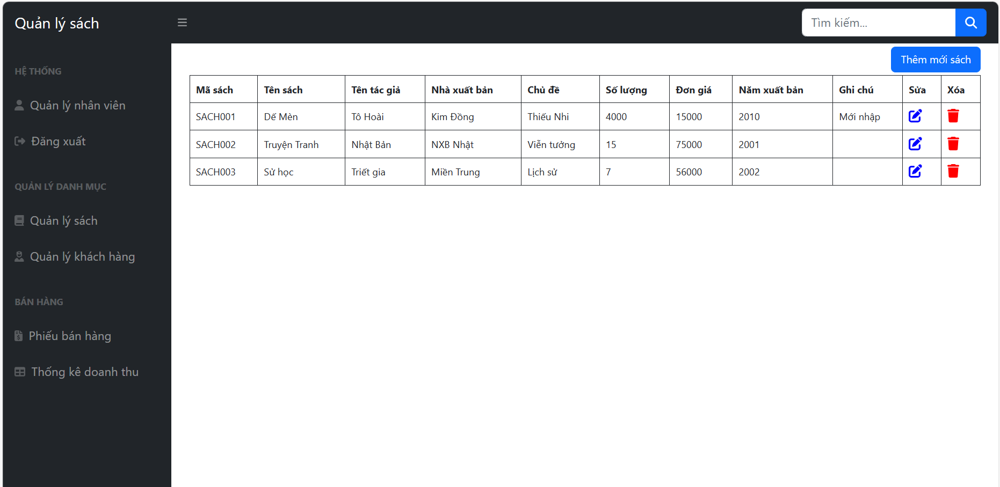 Quản lý sách
Tìm kiếm...
HỆ THỐNG
Quản lý nhân viên
Đăng xuất
QUẢN LÝ DANH MỤC
Quản lý sách
Quản lý khách hàng
BÁN HÀNG
Phiếu bán hàng
Thống kê doanh thu
Thêm mới sách
Mã sách Tên sách Tên tác giả Nhà xuất bản Chủ đề Số lượng Đơn giá Năm xuất bản Ghi chú Sửa Xóa
SACH001 Dế Mèn Tô Hoài Kim Đồng Thiếu Nhi 4000 15000 2010 Mới nhập
SACH002 Truyện Tranh Nhật Bản NXB Nhật Viễn tưởng 15 75000 2001
SACH003 Sử học Triết gia Miền Trung Lịch sử 7 56000 2002